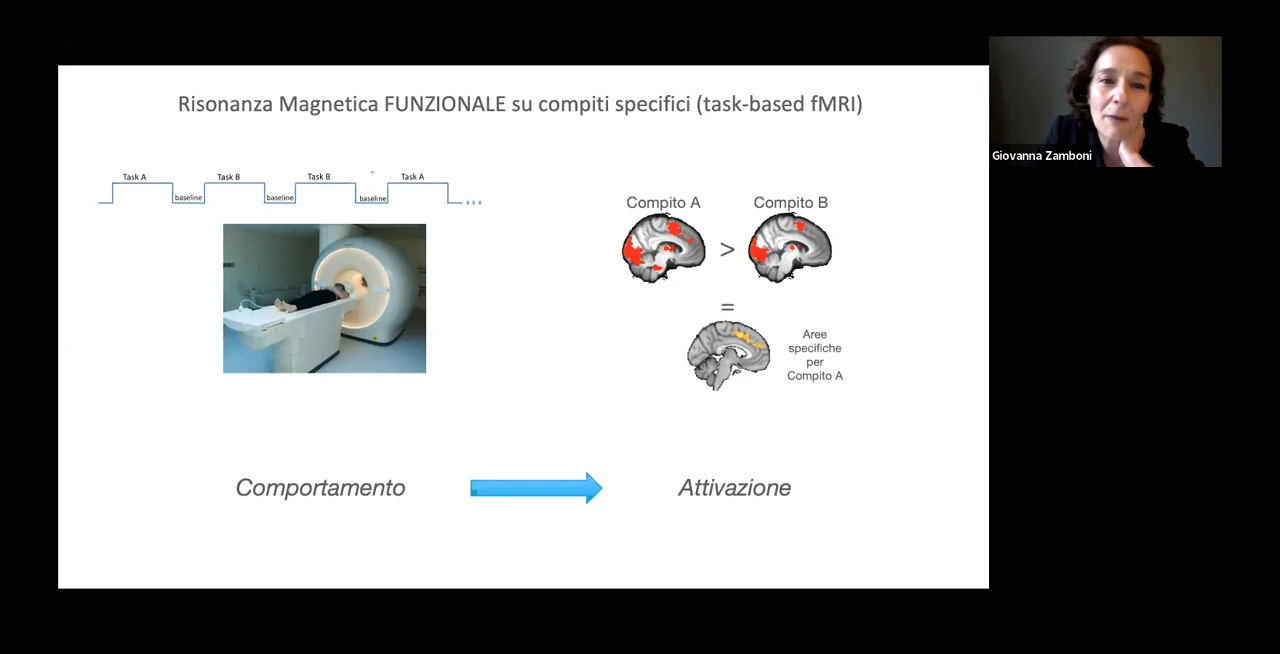 Risonanza Magnetica FUNZIONALE su compiti specifici (task-based fMRI)
Giovanna Zamboni
Task A
Task B
Task B
Task A
baseline
baseline
baseline
Compito A
Compito B
>
=
Aree
specifiche
per
Compito A
Comportamento
Attivazione